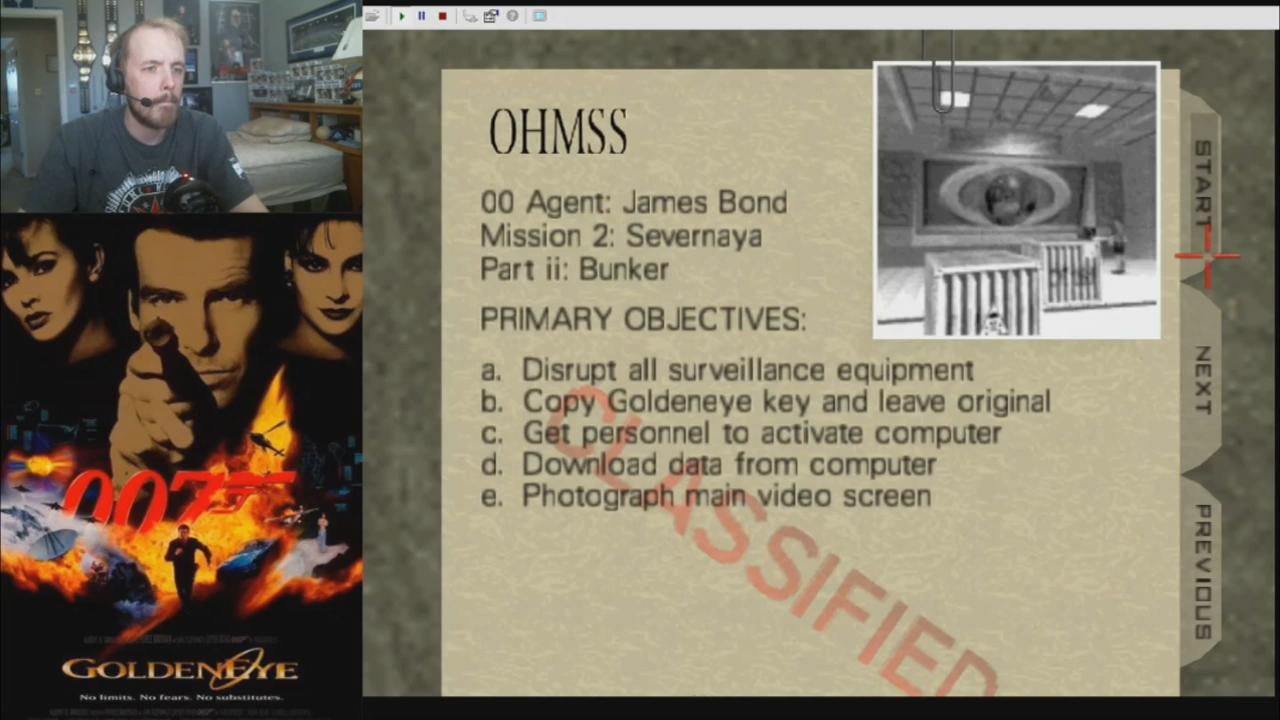 OHMSS
00 Agent: James Bond
Mission 2: Severnaya
Part ii: Bunker
PRIMARY OBJECTIVES:
a. Disrupt all surveillance equipment
b. Copy Goldeneye key and leave original
c. Get personnel to activate computer
d. Download data from computer
e. Photograph main video screen
CLASSIFIED
START
NEXT
PREVIOUS
007
GOLDENEYE
No limits. No fears. No substitutes.